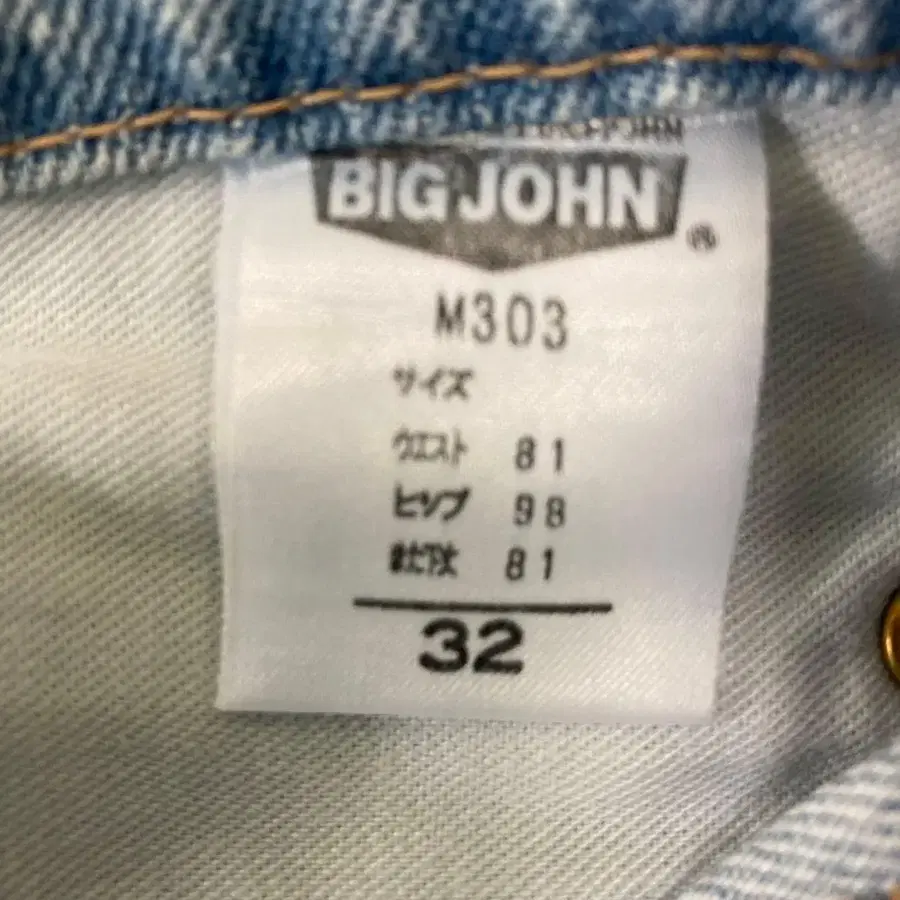 BIG JOHN
®
M303
サイズ
ウエスト 81
ヒップ 98
股下丈 81
32